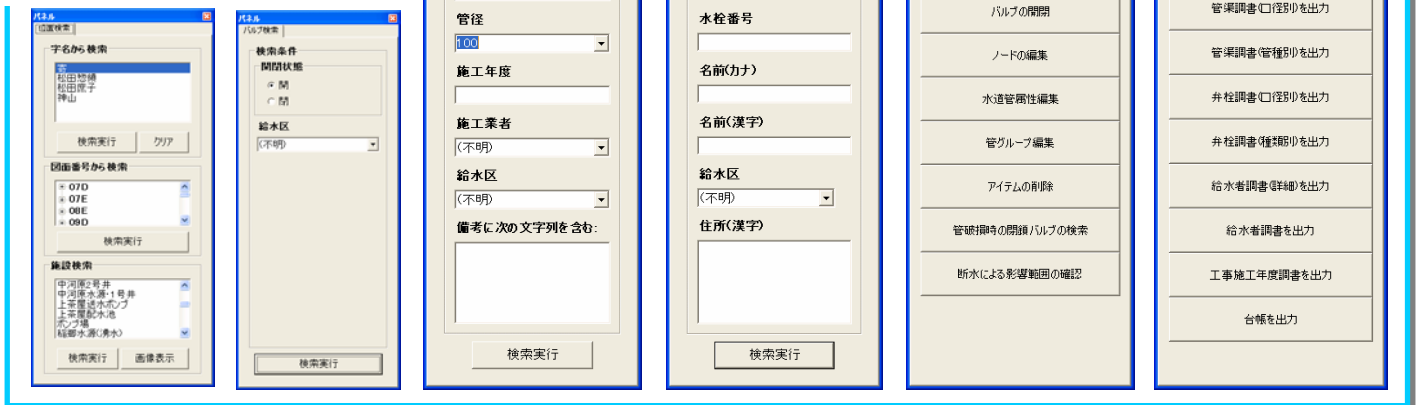 パネル
位置検索
字名から検索
寄
松田惣領
松田庶子
神山
検索実行
クリア
図面番号から検索
07D
07E
08E
09D
検索実行
施設検索
中河原2号井
中河原水源・1号井
上茶屋送水ポンプ
上茶屋配水池
ポンプ場
稲郷水源(湧水)
検索実行
画像表示
パネル
バルブ検索
検索条件
開閉状態
開
閉
給水区
(不明)
検索実行
管径
100
施工年度
施工業者
(不明)
給水区
(不明)
備考に次の文字列を含む:
検索実行
水栓番号
名前(カナ)
名前(漢字)
給水区
(不明)
住所(漢字)
検索実行
バルブの開閉
ノードの編集
水道管属性編集
管グループ編集
アイテムの削除
管破損時の閉鎖バルブの検索
断水による影響範囲の確認
管渠調書(口径別)を出力
管渠調書(管種別)を出力
弁栓調書(口径別)を出力
弁栓調書(種類別)を出力
給水者調書(詳細)を出力
給水者調書を出力
工事施工年度調書を出力
台帳を出力